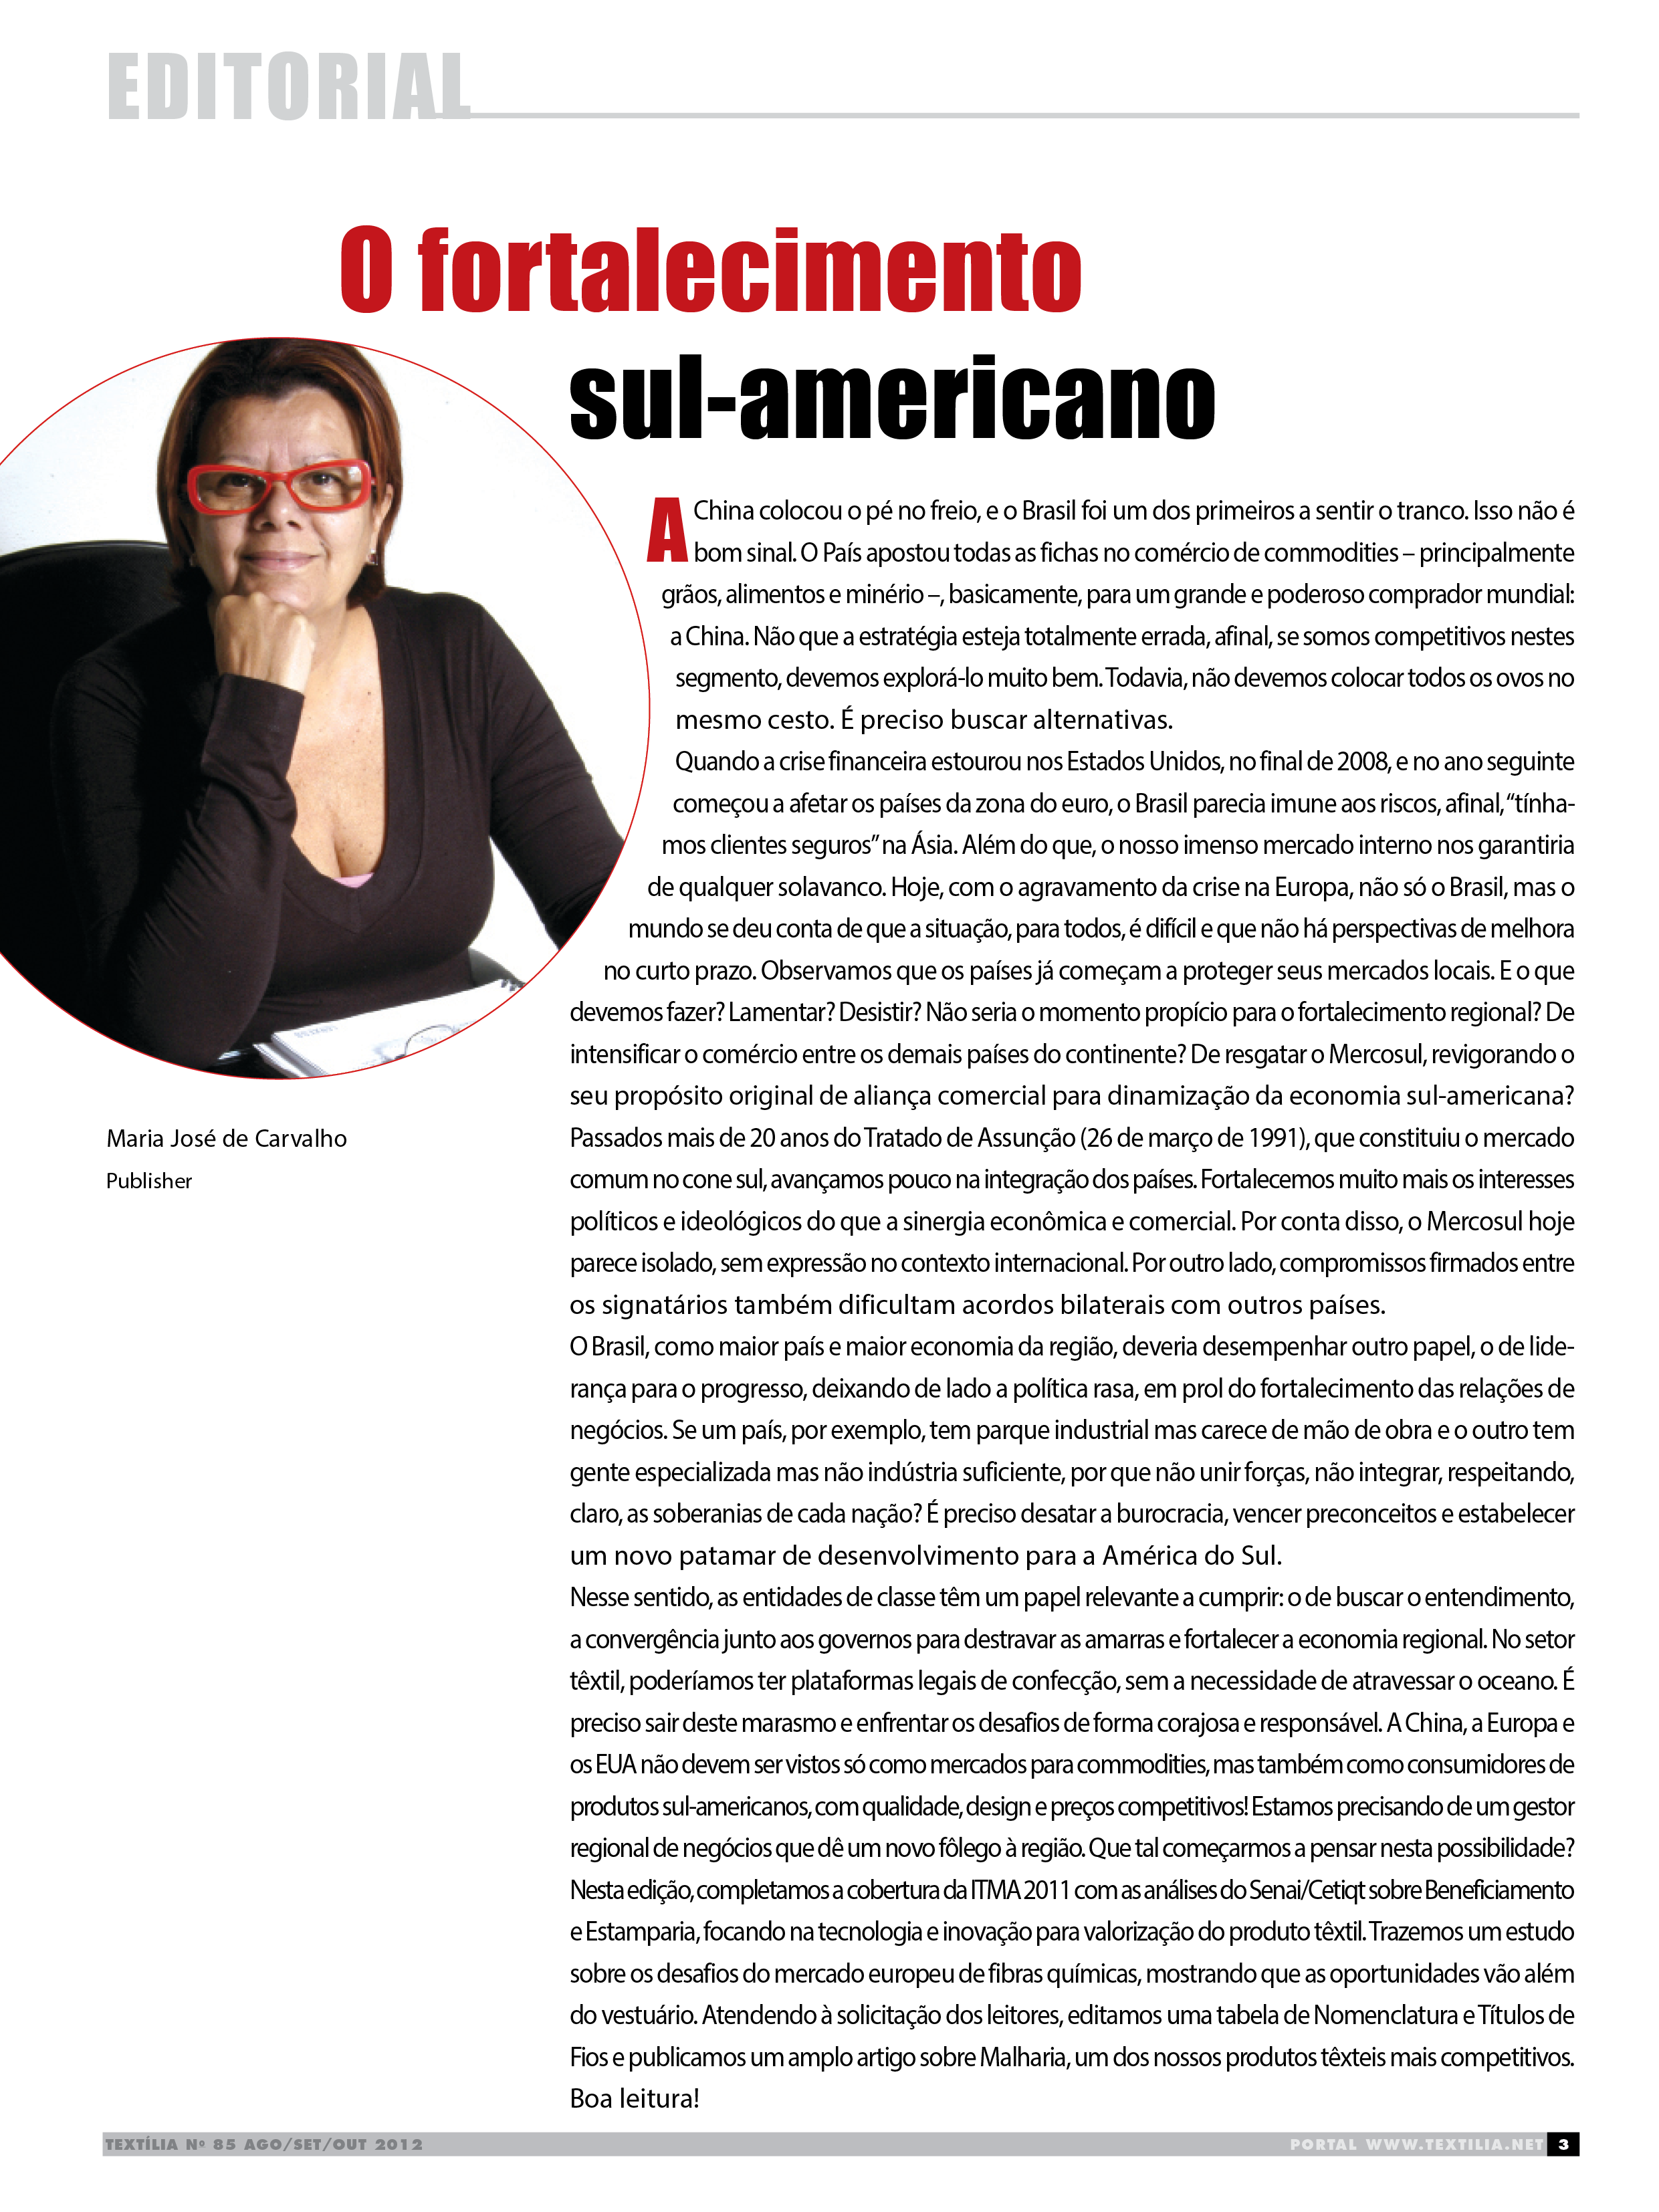 EDITORIAL
O fortalecimento
sul-americano
A China colocou o pé no freio, e o Brasil foi um dos primeiros a sentir o tranco. Isso não é
bom sinal. O País apostou todas as fichas no comércio de commodities – principalmente
grãos, alimentos e minério –, basicamente, para um grande e poderoso comprador mundial:
a China. Não que a estratégia esteja totalmente errada, afinal, se somos competitivos nestes
segmento, devemos explorá-lo muito bem. Todavia, não devemos colocar todos os ovos no
mesmo cesto. É preciso buscar alternativas.
Quando a crise financeira estourou nos Estados Unidos, no final de 2008, e no ano seguinte
começou a afetar os países da zona do euro, o Brasil parecia imune aos riscos, afinal, “tínha-
mos clientes seguros” na Ásia. Além do que, o nosso imenso mercado interno nos garantiria
de qualquer solavanco. Hoje, com o agravamento da crise na Europa, não só o Brasil, mas o
mundo se deu conta de que a situação, para todos, é difícil e que não há perspectivas de melhora
no curto prazo. Observamos que os países já começam a proteger seus mercados locais. E o que
devemos fazer? Lamentar? Desistir? Não seria o momento propício para o fortalecimento regional? De
intensificar o comércio entre os demais países do continente? De resgatar o Mercosul, revigorando o
seu propósito original de aliança comercial para dinamização da economia sul-americana?
Passados mais de 20 anos do Tratado de Assunção (26 de março de 1991), que constituiu o mercado
comum no cone sul, avançamos pouco na integração dos países. Fortalecemos muito mais os interesses
políticos e ideológicos do que a sinergia econômica e comercial. Por conta disso, o Mercosul hoje
parece isolado, sem expressão no contexto internacional. Por outro lado, compromissos firmados entre
os signatários também dificultam acordos bilaterais com outros países.
O Brasil, como maior país e maior economia da região, deveria desempenhar outro papel, o de lide-
rança para o progresso, deixando de lado a política rasa, em prol do fortalecimento das relações de
negócios. Se um país, por exemplo, tem parque industrial mas carece de mão de obra e o outro tem
gente especializada mas não indústria suficiente, por que não unir forças, não integrar, respeitando,
claro, as soberanias de cada nação? É preciso desatar a burocracia, vencer preconceitos e estabelecer
um novo patamar de desenvolvimento para a América do Sul.
Nesse sentido, as entidades de classe têm um papel relevante a cumprir: o de buscar o entendimento,
a convergência junto aos governos para destravar as amarras e fortalecer a economia regional. No setor
têxtil, poderíamos ter plataformas legais de confecção, sem a necessidade de atravessar o oceano. É
preciso sair deste marasmo e enfrentar os desafios de forma corajosa e responsável. A China, a Europa e
os EUA não devem ser vistos só como mercados para commodities, mas também como consumidores de
produtos sul-americanos, com qualidade, design e preços competitivos! Estamos precisando de um gestor
regional de negócios que dê um novo fôlego à região. Que tal começarmos a pensar nesta possibilidade?
Nesta edição, completamos a cobertura da ITMA 2011 com as análises do Senai/Cetiqt sobre Beneficiamento
e Estamparia, focando na tecnologia e inovação para valorização do produto têxtil. Trazemos um estudo
sobre os desafios do mercado europeu de fibras químicas, mostrando que as oportunidades vão além
do vestuário. Atendendo à solicitação dos leitores, editamos uma tabela de Nomenclatura e Títulos de
Fios e publicamos um amplo artigo sobre Malharia, um dos nossos produtos têxteis mais competitivos.
Boa leitura!
Maria José de Carvalho
Publisher
TEXTÍLIA Nº 85 AGO/SET/OUT 2012
PORTAL WWW.TEXTILIA.NET 3